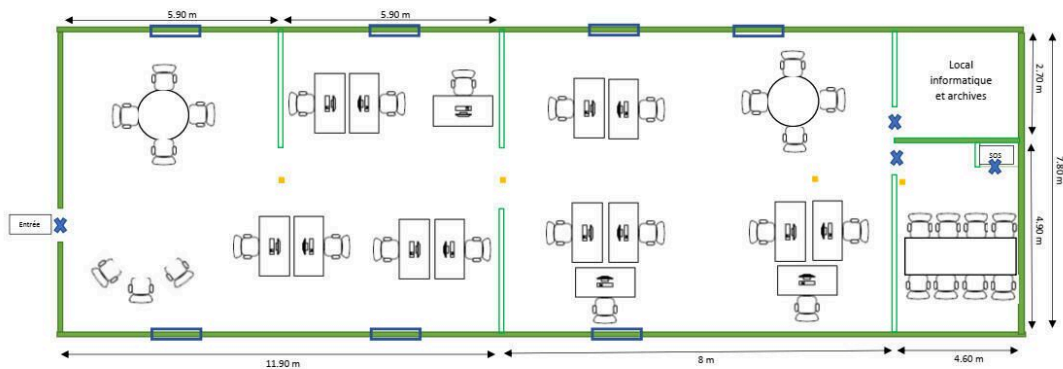 5.90 m
5.90 m
Local
informatique
et archives
2.70 m
7.80 m
SOS
4.90 m
Entrée
11.90 m
8 m
4.60 m